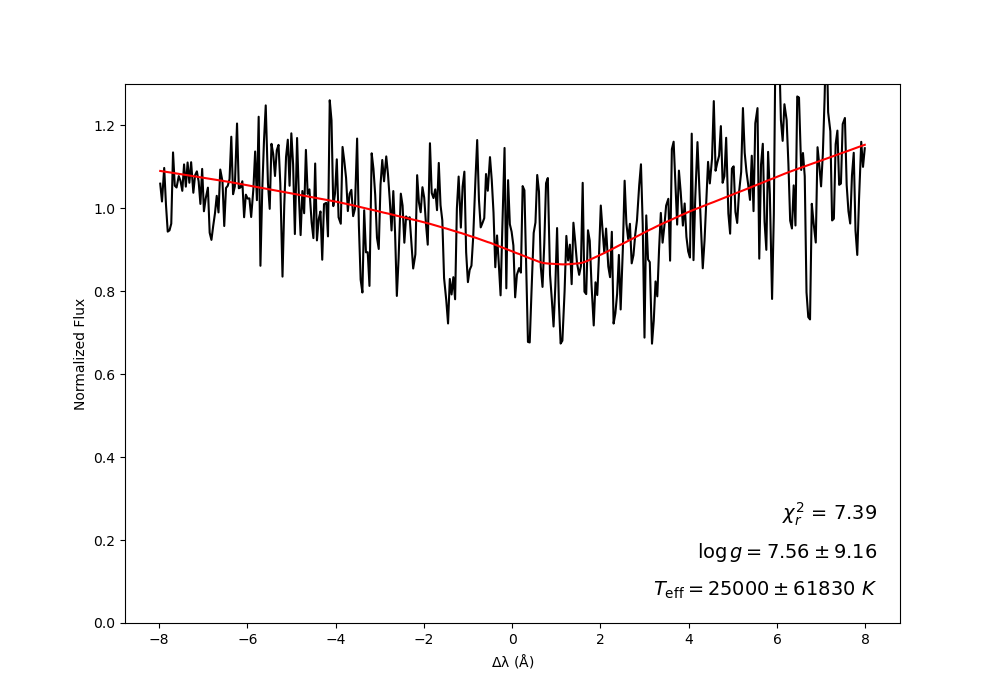 1.2
1.0
0.8
0.6
0.4
0.2
0.0
Normalized Flux
χ²ᵣ = 7.39
log g = 7.56 ± 9.16
T_eff = 25000 ± 61830 K
−8 −6 −4 −2 0 2 4 6 8
Δλ (Å)